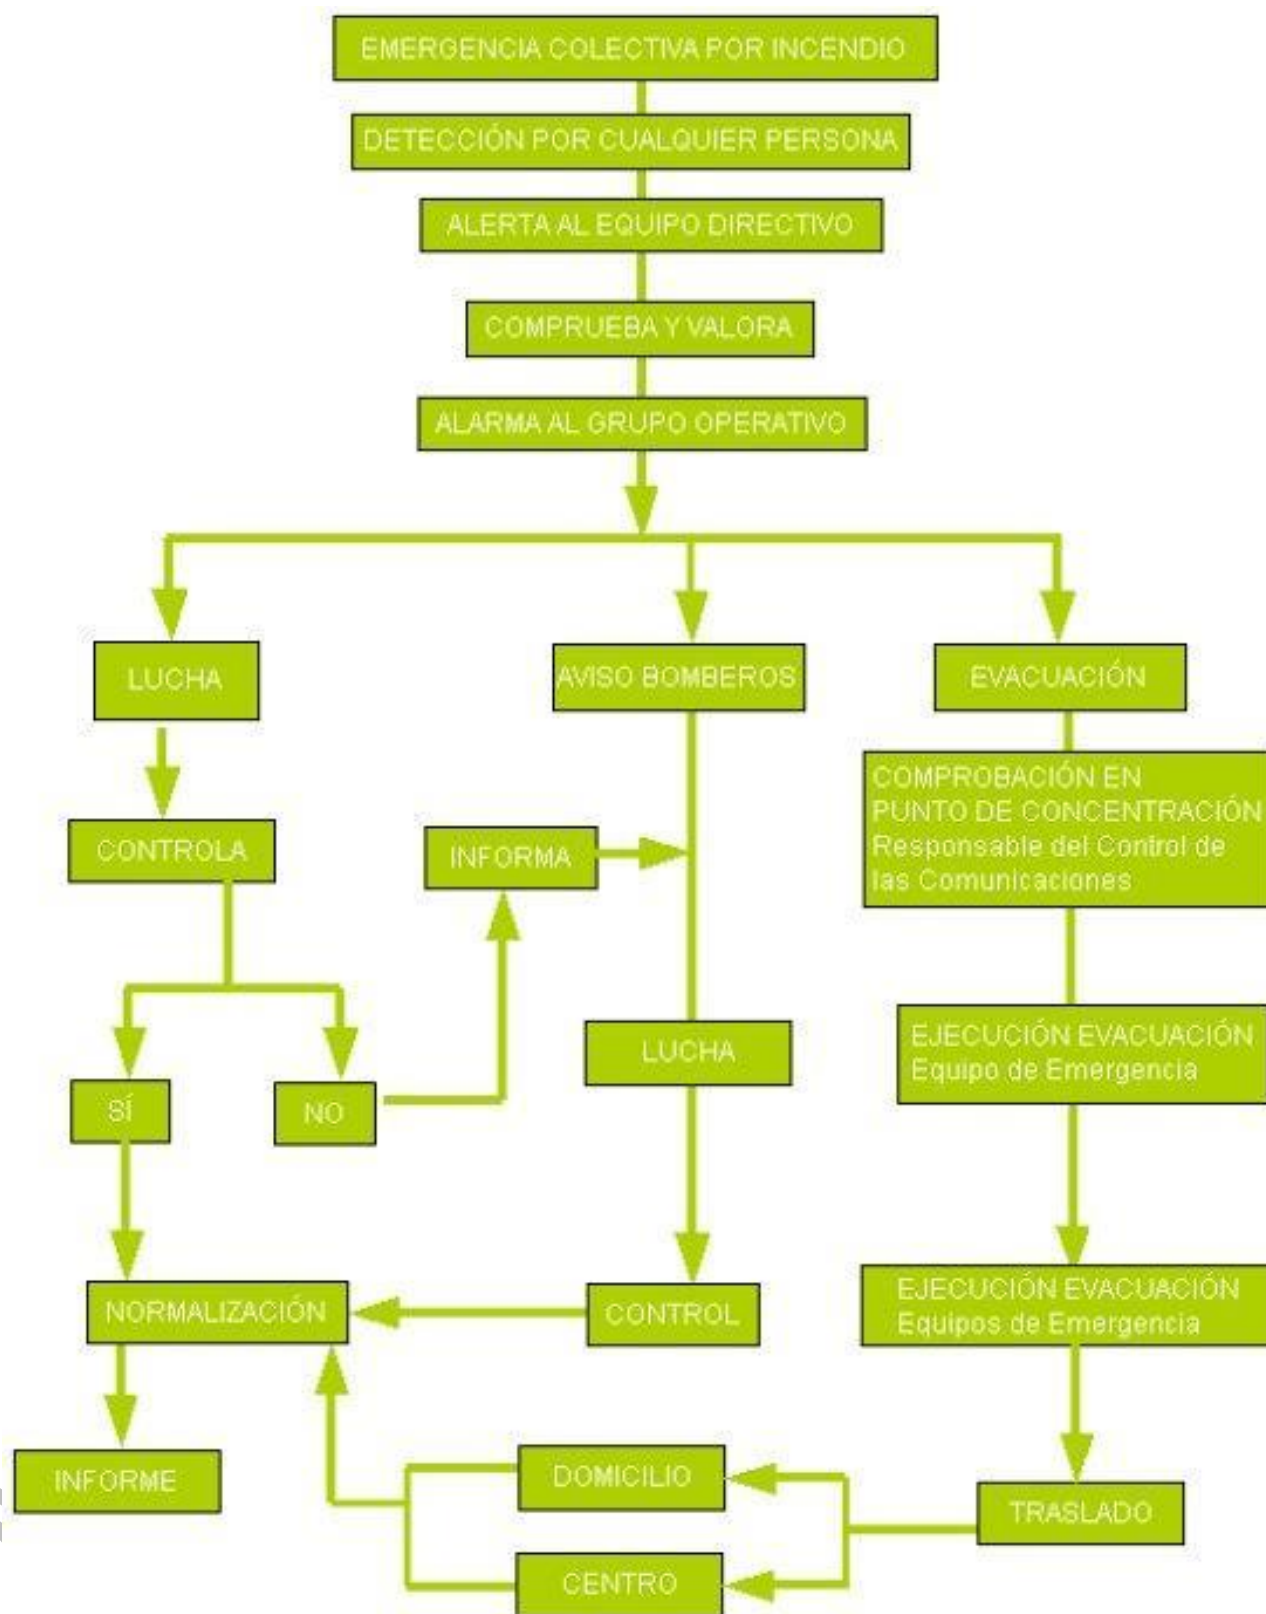 EMERGENCIA COLECTIVA POR INCENDIO
DETECCIÓN POR CUALQUIER PERSONA
ALERTA AL EQUIPO DIRECTIVO
COMPRUEBA Y VALORA
ALARMA AL GRUPO OPERATIVO
LUCHA
AVISO BOMBEROS
EVACUACIÓN
COMPROBACIÓN EN
PUNTO DE CONCENTRACIÓN
Responsable del Control de
las Comunicaciones
CONTROLA
INFORMA
EJECUCIÓN EVACUACIÓN
Equipo de Emergencia
LUCHA
SÍ
NO
EJECUCIÓN EVACUACIÓN
Equipos de Emergencia
NORMALIZACIÓN
CONTROL
INFORME
DOMICILIO
TRASLADO
CENTRO